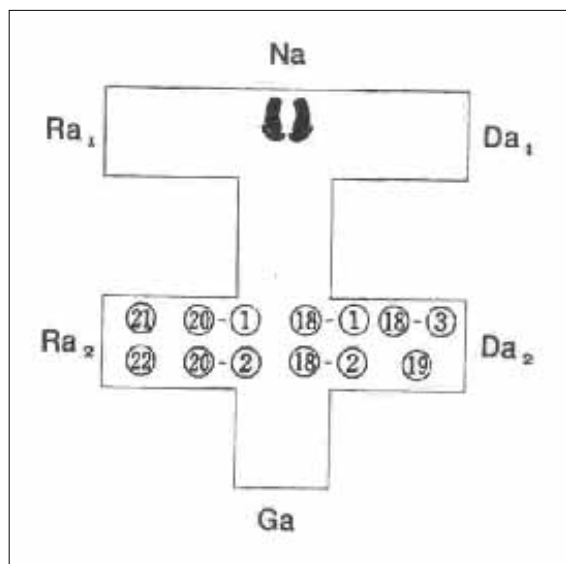 Na
Ra₁ Da₁
㉑ ⑳-① ⑱-① ⑱-③
Ra₂ Da₂
㉒ ⑳-② ⑱-② ⑲
Ga